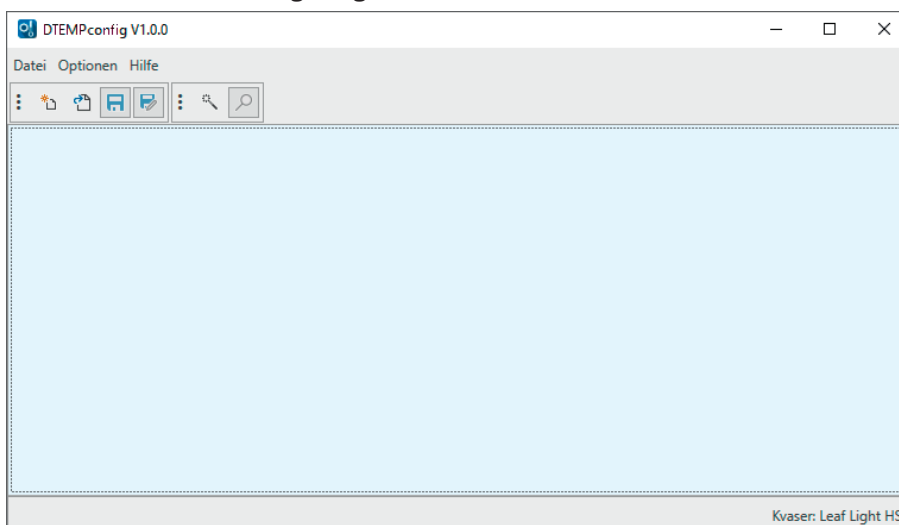 DTEMPconfig V1.0.0
Datei Optionen Hilfe
Kvaser: Leaf Light HS